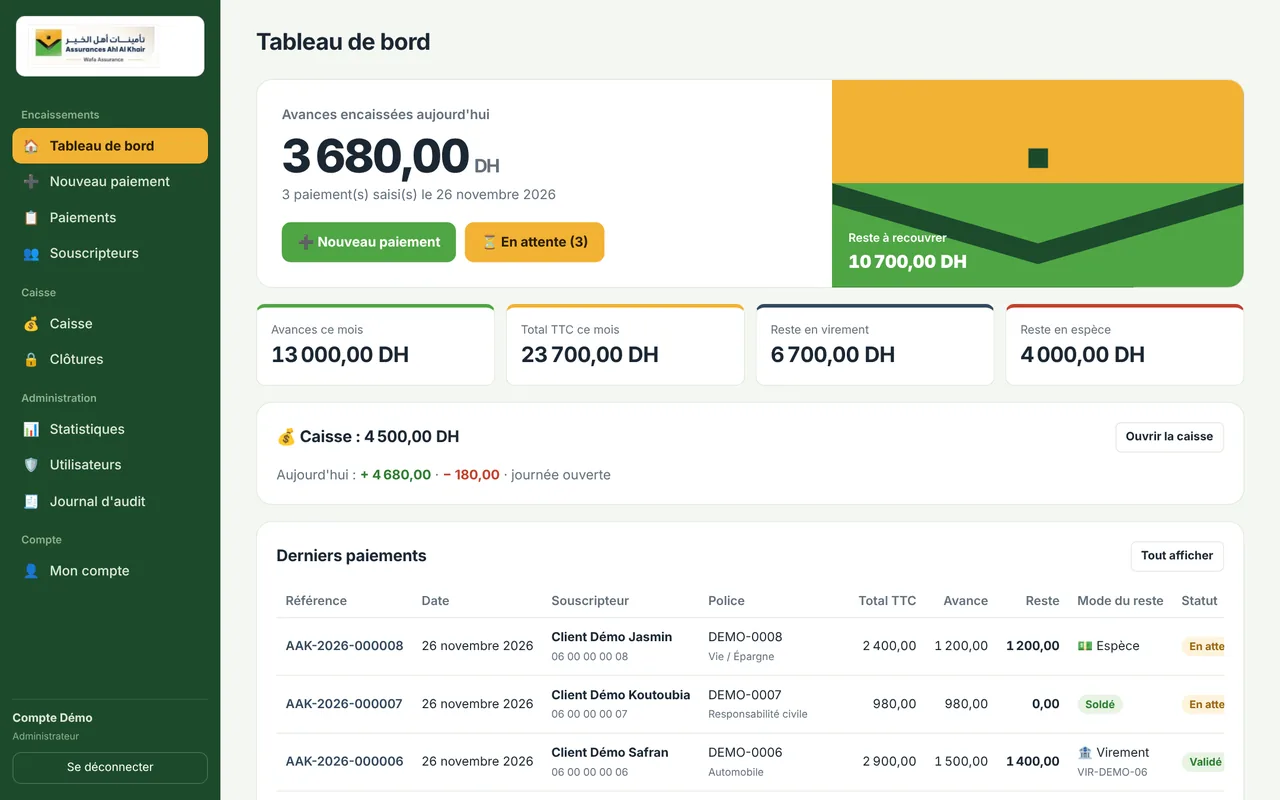 تأمينات أهل الخير
Assurances Ahl Al Khair
Wafa Assurance
Encaissements
Tableau de bord
Nouveau paiement
Paiements
Souscripteurs
Caisse
Caisse
Clôtures
Administration
Statistiques
Utilisateurs
Journal d'audit
Compte
Mon compte
Compte Démo
Administrateur
Se déconnecter
Tableau de bord
Avances encaissées aujourd'hui
3 680,00 DH
3 paiement(s) saisi(s) le 26 novembre 2026
➕ Nouveau paiement
⏳ En attente (3)
Reste à recouvrer
10 700,00 DH
Avances ce mois
13 000,00 DH
Total TTC ce mois
23 700,00 DH
Reste en virement
6 700,00 DH
Reste en espèce
4 000,00 DH
💰 Caisse : 4 500,00 DH
Ouvrir la caisse
Aujourd'hui : + 4 680,00 · − 180,00 · journée ouverte
Derniers paiements
Tout afficher
Référence Date Souscripteur Police Total TTC Avance Reste Mode du reste Statut
AAK-2026-000008 26 novembre 2026 Client Démo Jasmin DEMO-0008 2 400,00 1 200,00 1 200,00 💵 Espèce En atte
06 00 00 00 08 Vie / Épargne
AAK-2026-000007 26 novembre 2026 Client Démo Koutoubia DEMO-0007 980,00 980,00 0,00 Soldé En atte
06 00 00 00 07 Responsabilité civile
AAK-2026-000006 26 novembre 2026 Client Démo Safran DEMO-0006 2 900,00 1 500,00 1 400,00 🏦 Virement Validé
06 00 00 00 06 Automobile VIR-DEMO-06